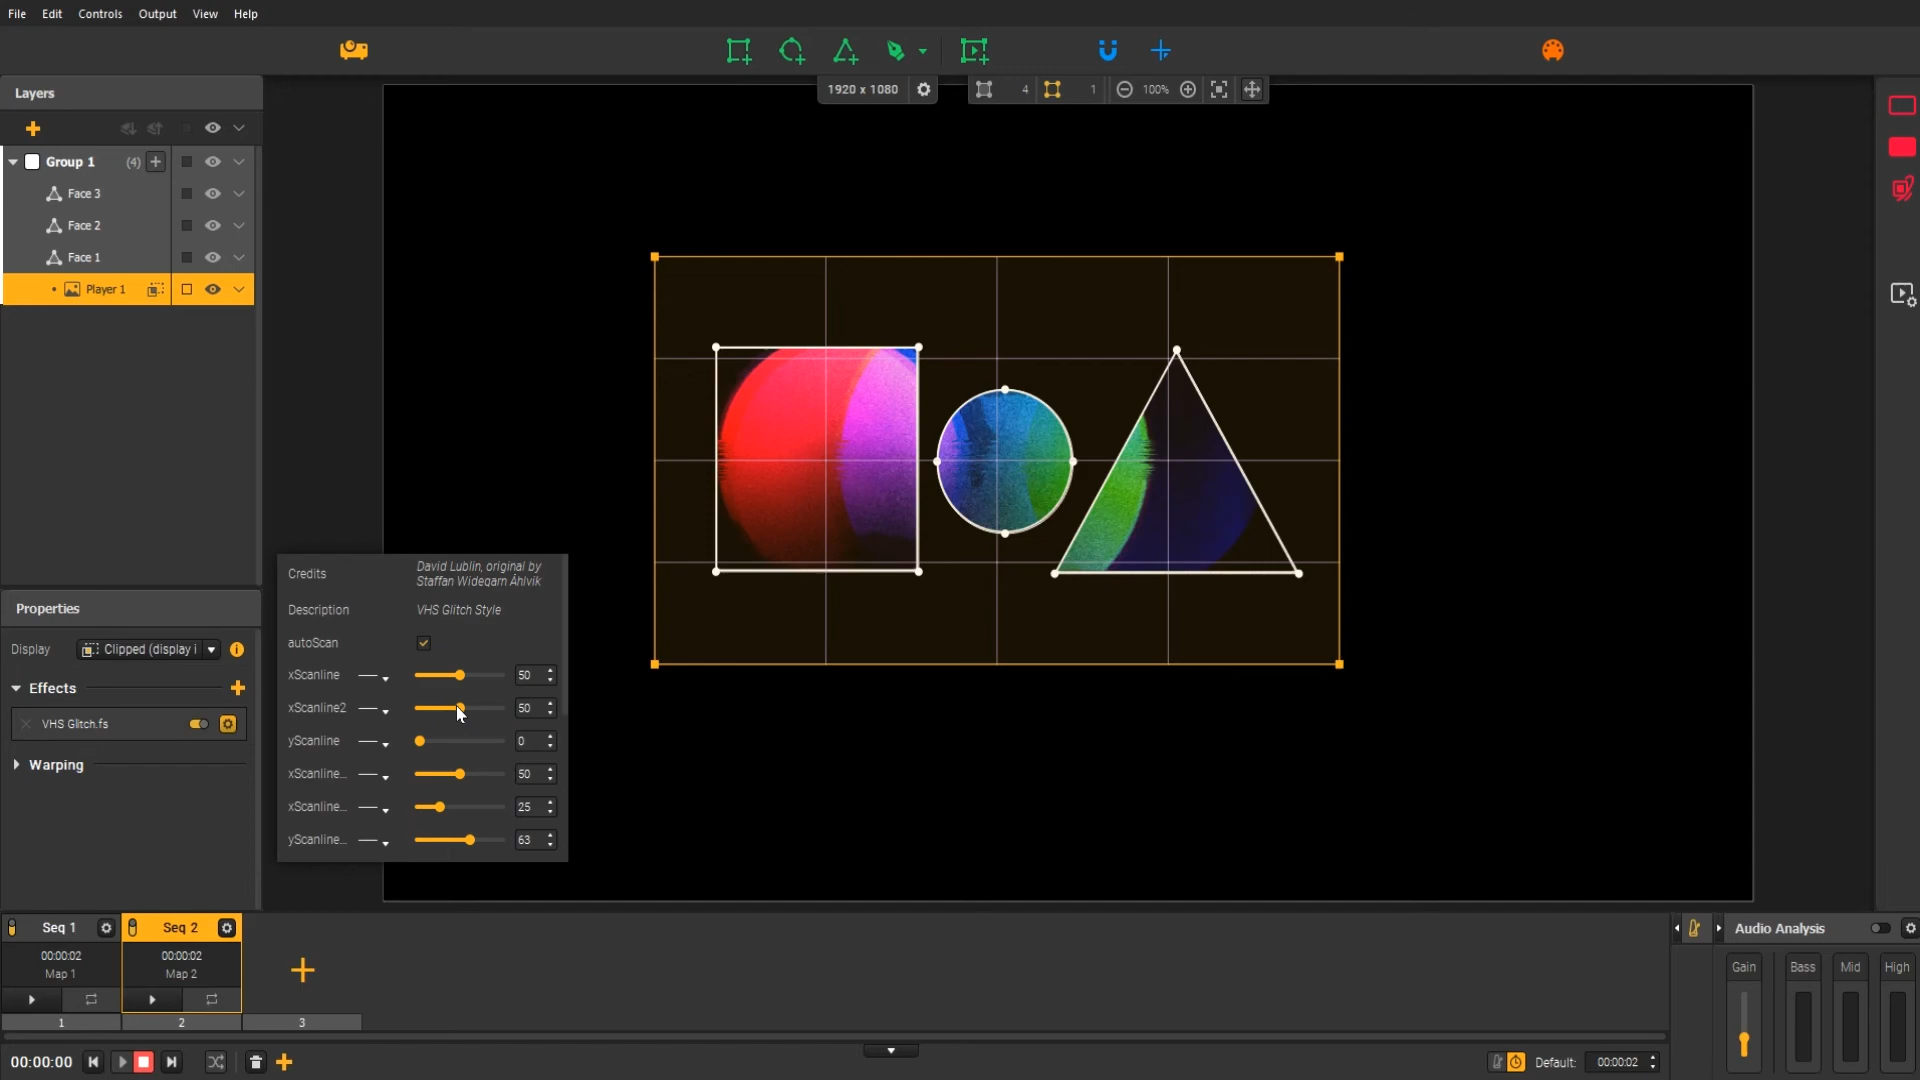 File Edit Controls Output View Help
1920 x 1080 4 1 100%
Layers
Group 1 (4)
Face 3
Face 2
Face 1
Player 1
Credits David Lublin, original by
Staffan Widegarn Åhlvik
Description VHS Glitch Style
autoScan
xScanline 50
xScanline2 50
yScanline 0
xScanline... 50
xScanline... 25
yScanline... 63
Properties
Display Clipped (display i
Effects
VHS Glitch.fs
Warping
Seq 1 Seq 2
00:00:02 00:00:02
Map 1 Map 2
1 2 3
00:00:00
Audio Analysis
Gain Bass Mid High
Default: 00:00:02